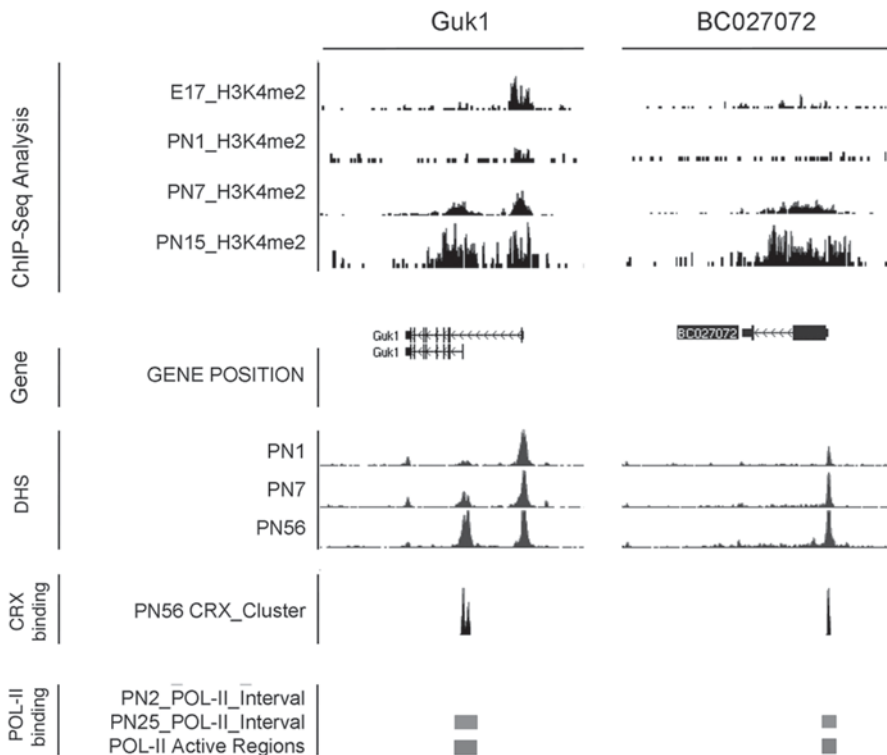 Guk1 BC027072
ChIP-Seq Analysis
E17_H3K4me2
PN1_H3K4me2
PN7_H3K4me2
PN15_H3K4me2
Gene
GENE POSITION
Guk1
Guk1
BC027072
DHS
PN1
PN7
PN56
CRX binding
PN56 CRX_Cluster
POL-II binding
PN2_POL-II_Interval
PN25_POL-II_Interval
POL-II Active Regions